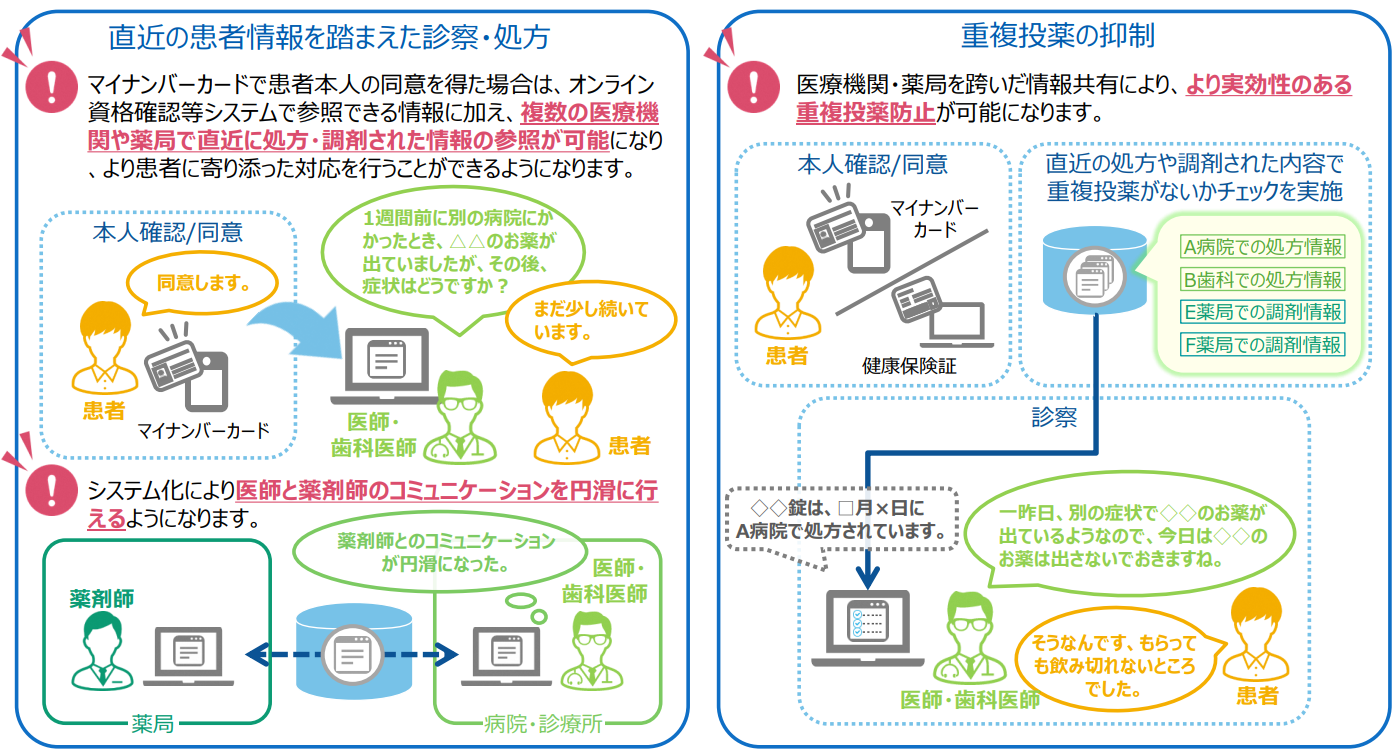 直近の患者情報を踏まえた診察・処方
マイナンバーカードで患者本人の同意を得た場合は、オンライン
資格確認等システムで参照できる情報に加え、複数の医療機
関や薬局で直近に処方・調剤された情報の参照が可能になり
、より患者に寄り添った対応を行うことができるようになります。
本人確認/同意
同意します。
患者
マイナンバーカード
1週間前に別の病院にか
かったとき、△△のお薬が
出ていましたが、その後、
症状はどうですか？
まだ少し続いて
います。
医師・
歯科医師
患者
システム化により医師と薬剤師のコミュニケーションを円滑に行
えるようになります。
薬剤師とのコミュニケーション
が円滑になった。
薬剤師
医師・
歯科医師
薬局
病院・診療所
重複投薬の抑制
医療機関・薬局を跨いだ情報共有により、より実効性のある
重複投薬防止が可能になります。
本人確認/同意
マイナンバー
カード
患者
健康保険証
直近の処方や調剤された内容で
重複投薬がないかチェックを実施
A病院での処方情報
B歯科での処方情報
E薬局での調剤情報
F薬局での調剤情報
診察
◇◇錠は、□月×日に
A病院で処方されています。
一昨日、別の症状で◇◇のお薬が
出ているようなので、今日は◇◇の
お薬は出さないでおきますね。
そうなんです、もらって
も飲み切れないところ
でした。
医師・歯科医師
患者